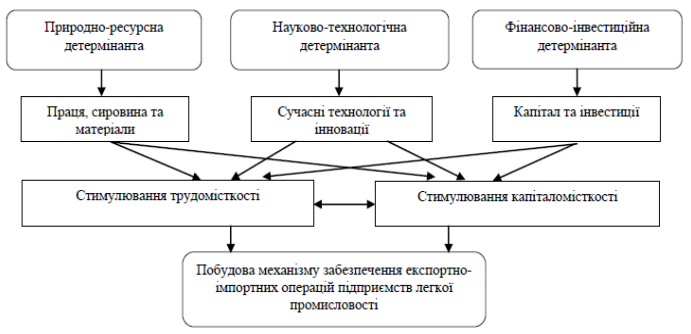 Природно-ресурсна
детермінанта
Науково-технологічна
детермінанта
Фінансово-інвестиційна
детермінанта
Праця, сировина та
матеріали
Сучасні технології та
інновації
Капітал та інвестиції
Стимулювання трудомісткості
Стимулювання капіталомісткості
Побудова механізму забезпечення експортно-
імпортних операцій підприємств легкої
промисловості